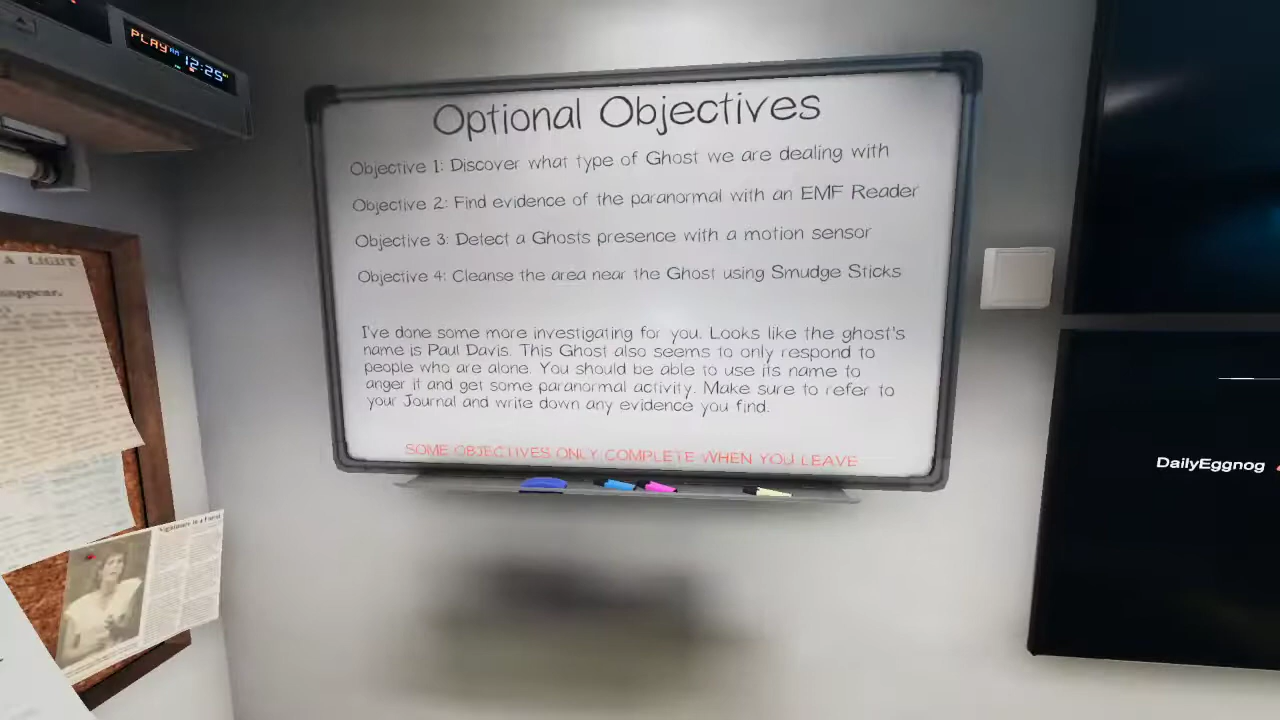 PLAY AM 12:25
Optional Objectives
Objective 1: Discover what type of Ghost we are dealing with
Objective 2: Find evidence of the paranormal with an EMF Reader
Objective 3: Detect a Ghosts presence with a motion sensor
Objective 4: Cleanse the area near the Ghost using Smudge Sticks
I've done some more investigating for you. Looks like the ghost's
name is Paul Davis. This Ghost also seems to only respond to
people who are alone. You should be able to use its name to
anger it and get some paranormal activity. Make sure to refer to
your Journal and write down any evidence you find.
SOME OBJECTIVES ONLY COMPLETE WHEN YOU LEAVE
A LIGHT
DailyEggnog